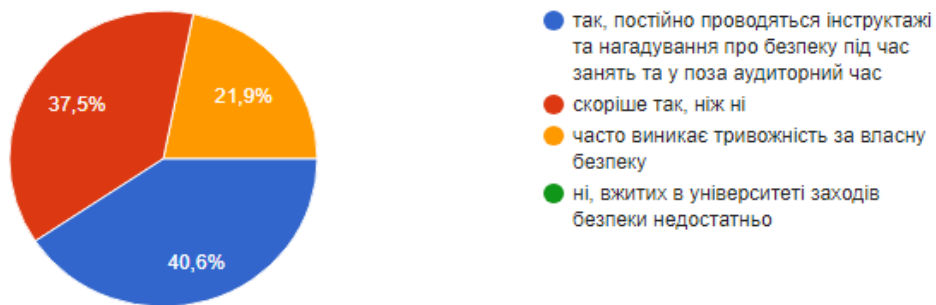 37,5%
21,9%
40,6%
так, постійно проводяться інструктажі
та нагадування про безпеку під час
занять та у поза аудиторний час
скоріше так, ніж ні
часто виникає тривожність за власну
безпеку
ні, вжитих в університеті заходів
безпеки недостатньо